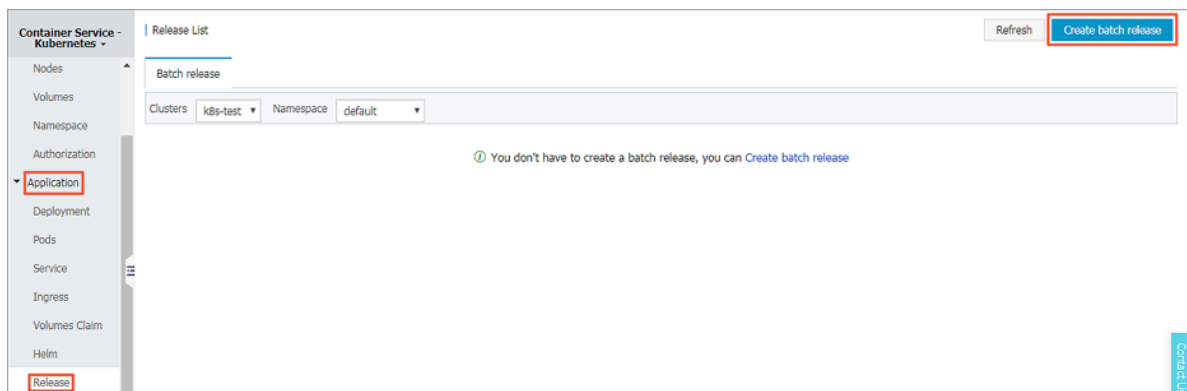 Container Service -
Kubernetes
Release List
Refresh
Create batch release
Nodes
Volumes
Namespace
Authorization
Application
Deployment
Pods
Service
Ingress
Volumes Claim
Helm
Release
Batch release
Clusters k8s-test Namespace default
You don't have to create a batch release, you can Create batch release
Contact